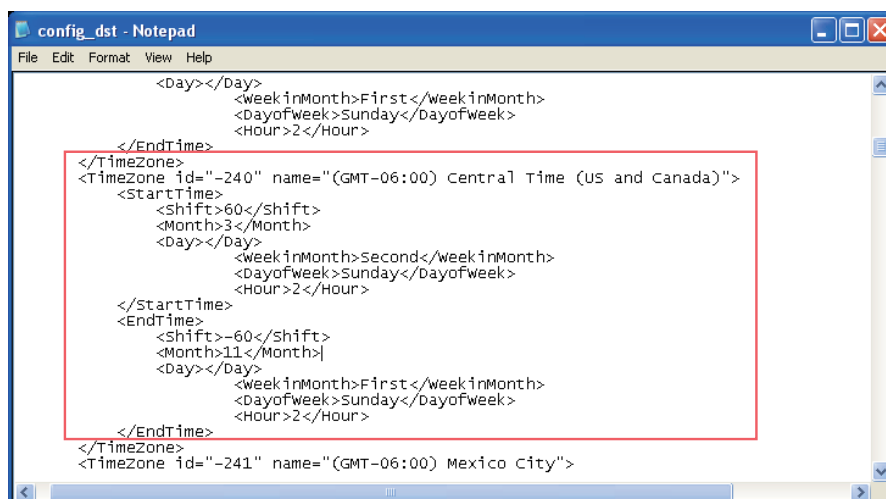 config_dst - Notepad
File Edit Format View Help
<Day></Day>
<WeekinMonth>First</WeekinMonth>
<DayofWeek>Sunday</DayofWeek>
<Hour>2</Hour>
</EndTime>
</TimeZone>
<TimeZone id="-240" name="(GMT-06:00) Central Time (US and Canada)">
<StartTime>
<Shift>60</Shift>
<Month>3</Month>
<Day></Day>
<WeekinMonth>Second</WeekinMonth>
<DayofWeek>Sunday</DayofWeek>
<Hour>2</Hour>
</StartTime>
<EndTime>
<Shift>-60</Shift>
<Month>11</Month>
<Day></Day>
<WeekinMonth>First</WeekinMonth>
<DayofWeek>Sunday</DayofWeek>
<Hour>2</Hour>
</EndTime>
</TimeZone>
<TimeZone id="-241" name="(GMT-06:00) Mexico City">